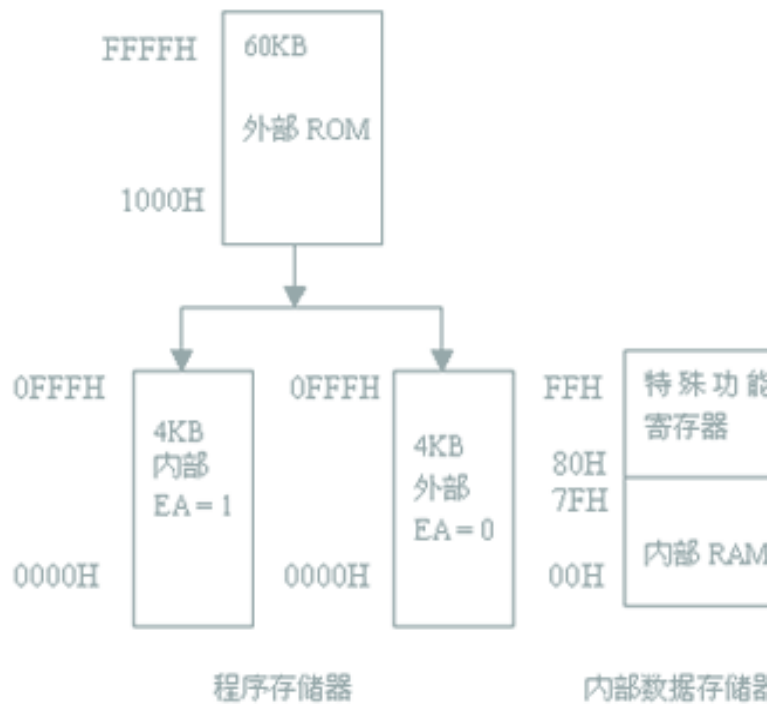 FFFFH
60KB
外部 ROM
1000H
0FFFH
4KB
内部
EA = 1
0000H
0FFFH
4KB
外部
EA = 0
0000H
FFH
特殊功能
寄存器
80H
7FH
内部 RAM
00H
程序存储器
内部数据存储器